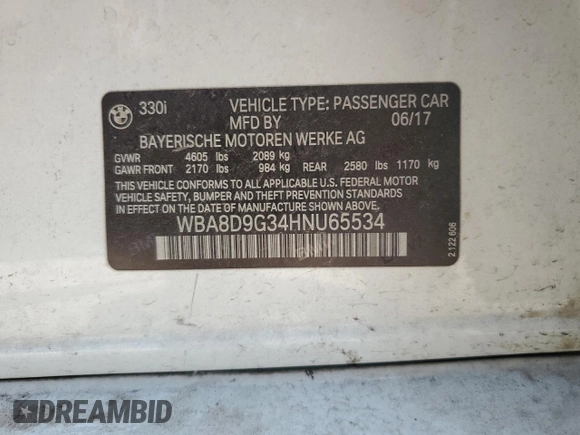 330i VEHICLE TYPE: PASSENGER CAR
MFD BY 06/17
BAYERISCHE MOTOREN WERKE AG
GVWR 4605 lbs 2089 kg
GAWR FRONT 2170 lbs 984 kg REAR 2580 lbs 1170 kg
THIS VEHICLE CONFORMS TO ALL APPLICABLE U.S. FEDERAL MOTOR
VEHICLE SAFETY, BUMPER AND THEFT PREVENTION STANDARDS
IN EFFECT ON THE DATE OF MANUFACTURE SHOWN ABOVE.
WBA8D9G34HNU65534
2 122 606
DREAMBID